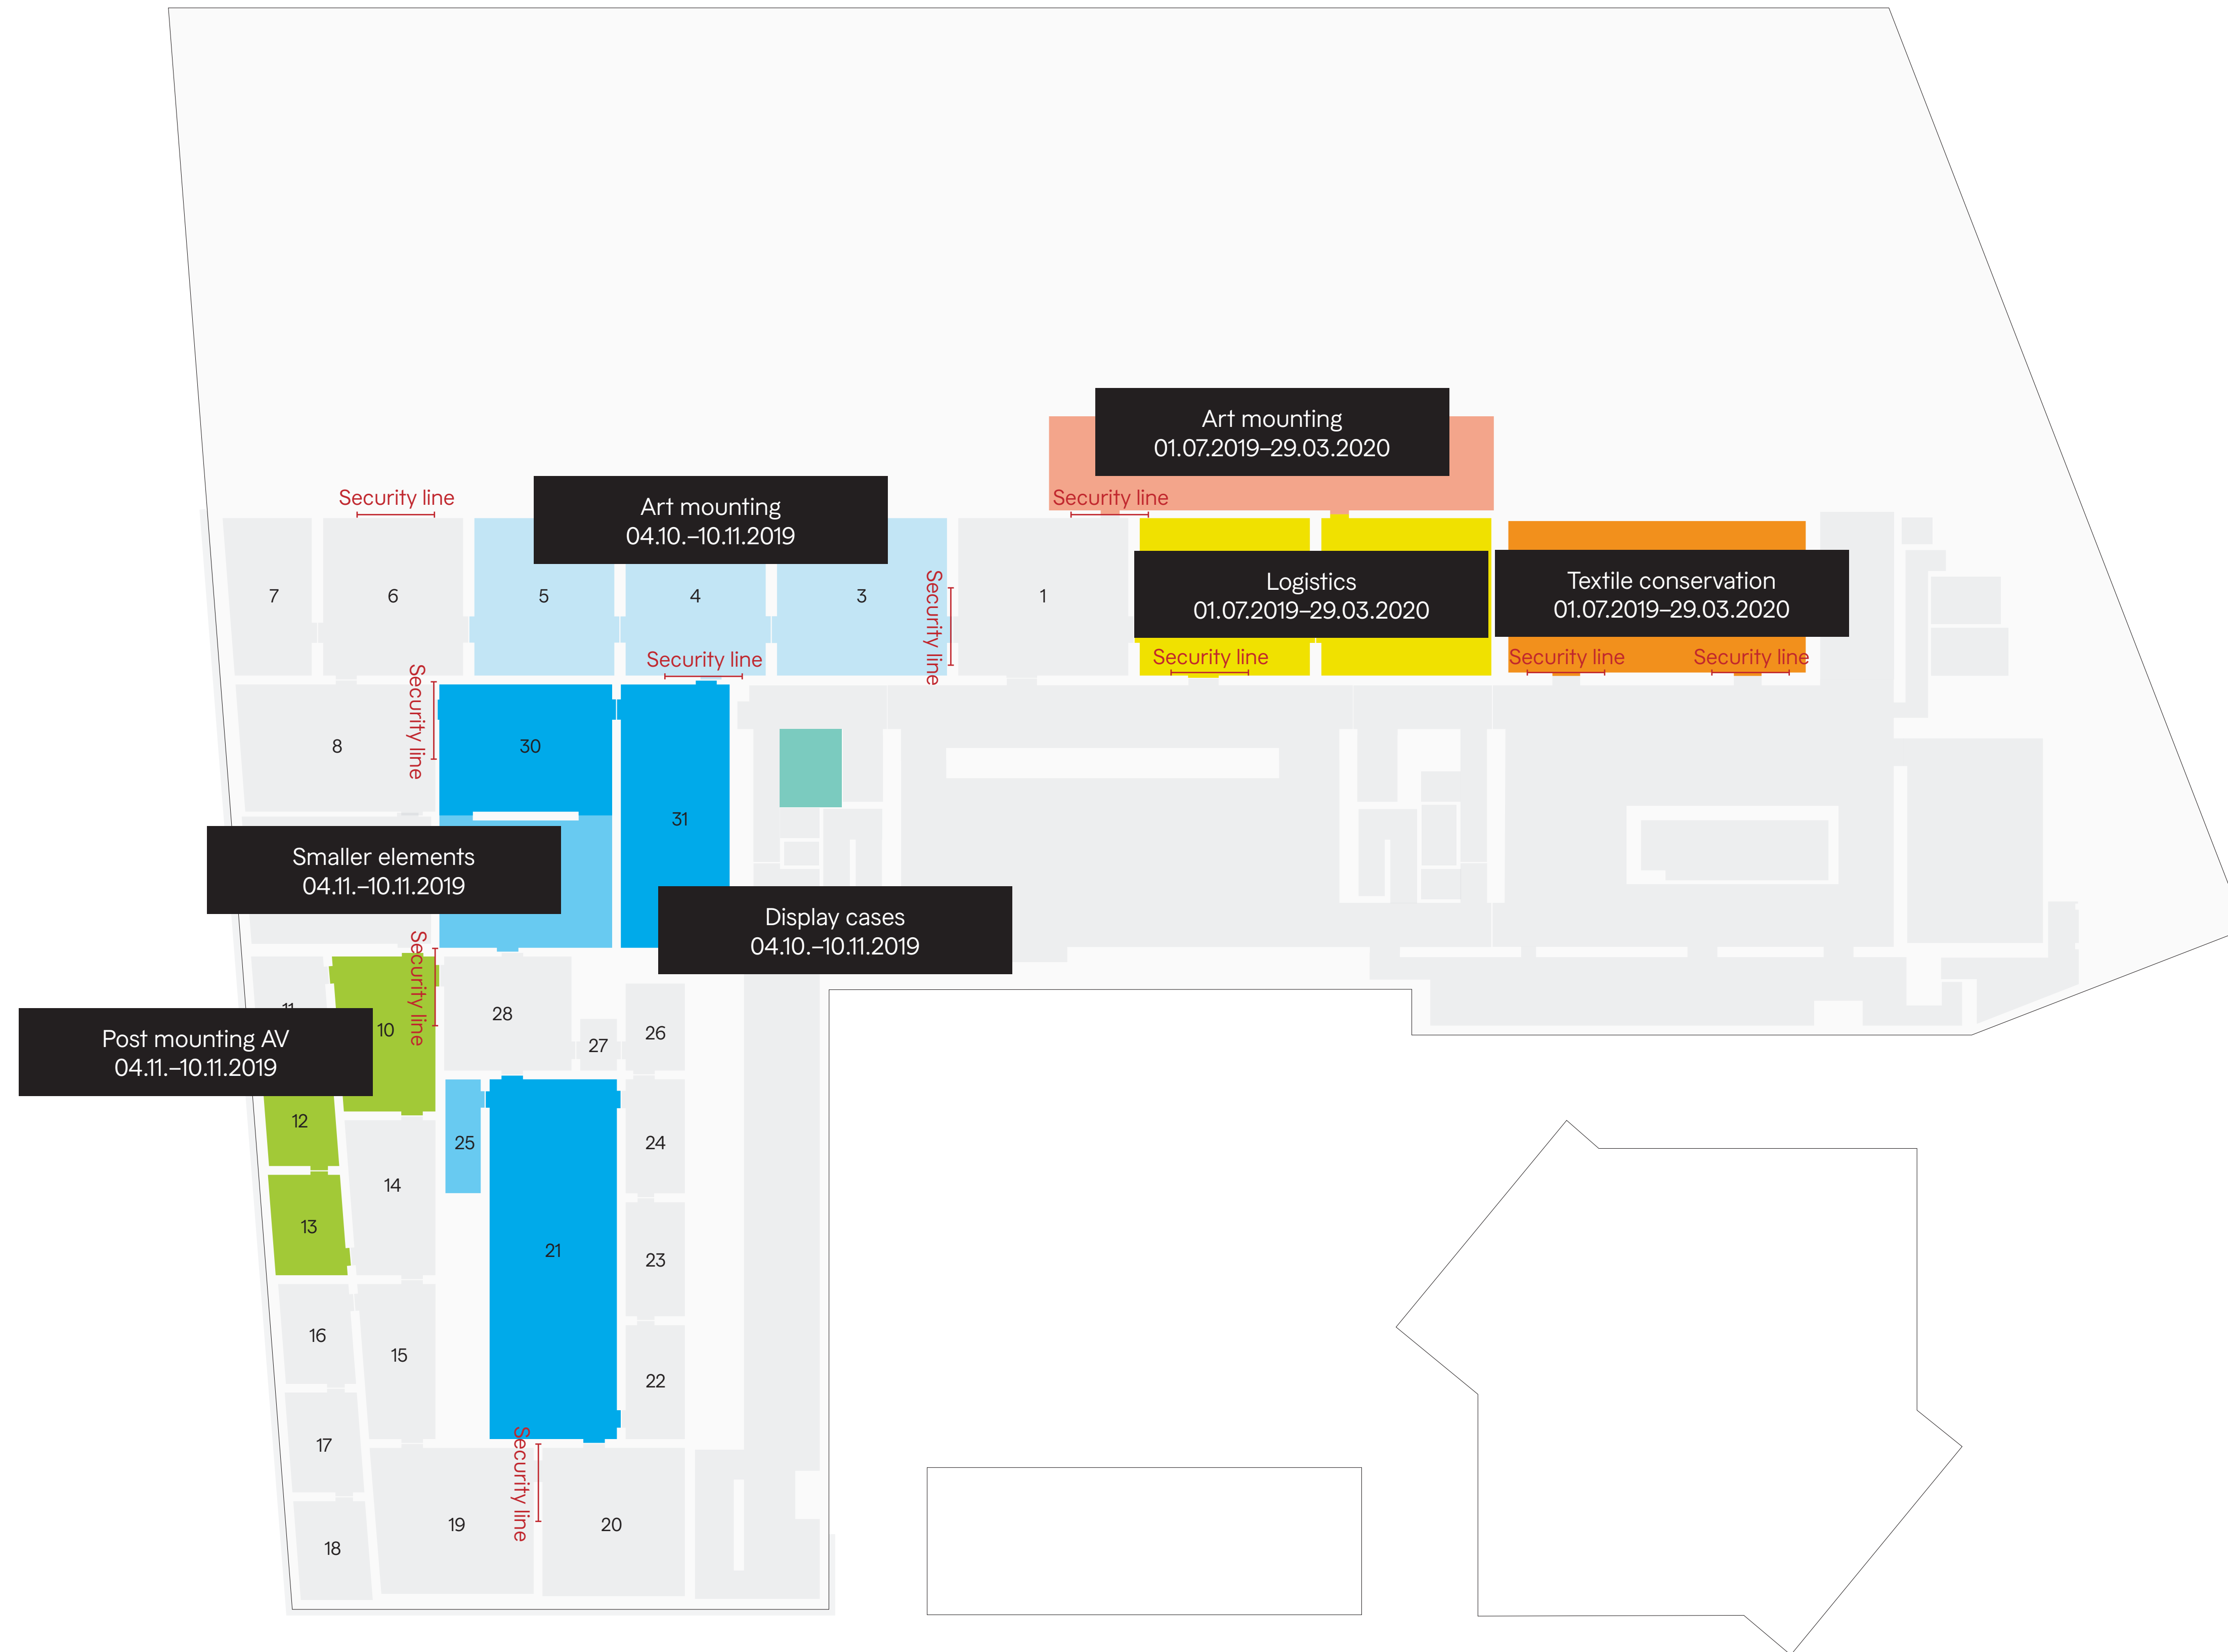 Art mounting
01.07.2019–29.03.2020
Art mounting
04.10.–10.11.2019
Security line
Security line
Logistics
01.07.2019–29.03.2020
Textile conservation
01.07.2019–29.03.2020
7
6
5
4
3
Security line
1
Security line
Security line
Security line
Security line
Security line
8
30
31
Smaller elements
04.11.–10.11.2019
Display cases
04.10.–10.11.2019
Security line
11
10
28
27
26
Post mounting AV
04.11.–10.11.2019
12
25
24
14
13
21
23
16
15
22
17
Security line
19
20
18